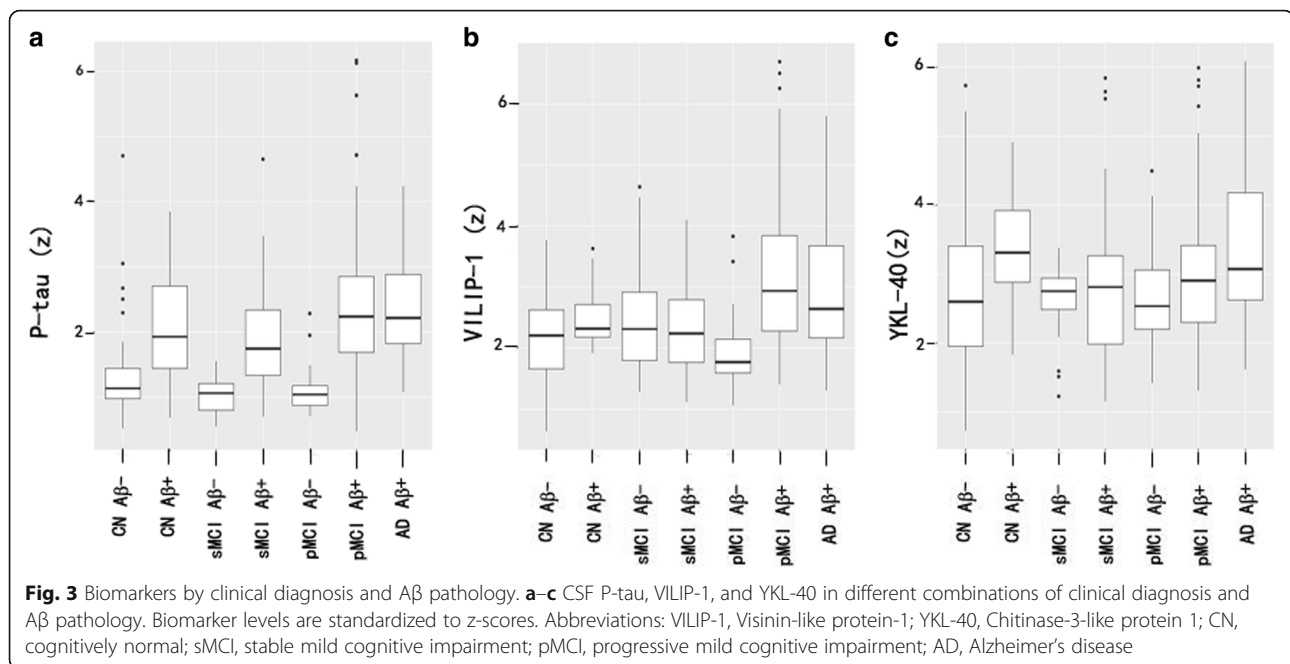 a
b
c
P-tau (z)
6
4
2
CN Aβ-
CN Aβ+
sMCI Aβ-
sMCI Aβ+
pMCI Aβ-
pMCI Aβ+
AD Aβ+
VILIP-1 (z)
6
4
2
CN Aβ-
CN Aβ+
sMCI Aβ-
sMCI Aβ+
pMCI Aβ-
pMCI Aβ+
AD Aβ+
YKL-40(z)
6
4
2
CN Aβ-
CN Aβ+
sMCI Aβ-
sMCI Aβ+
pMCI Aβ-
pMCI Aβ+
AD Aβ+
Fig. 3 Biomarkers by clinical diagnosis and Aβ pathology. a–c CSF P-tau, VILIP-1, and YKL-40 in different combinations of clinical diagnosis and
Aβ pathology. Biomarker levels are standardized to z-scores. Abbreviations: VILIP-1, Visinin-like protein-1; YKL-40, Chitinase-3-like protein 1; CN,
cognitively normal; sMCI, stable mild cognitive impairment; pMCI, progressive mild cognitive impairment; AD, Alzheimer's disease